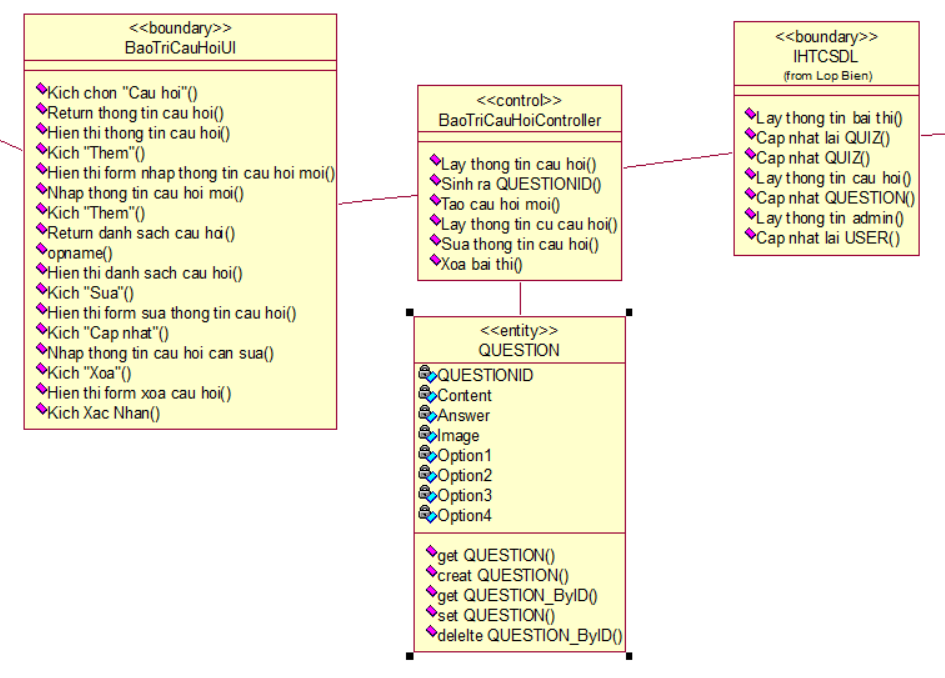 <<boundary>>
BaoTriCauHoiUI
Kich chon "Cau hoi"()
Return thong tin cau hoi()
Hien thi thong tin cau hoi()
Kich "Them"()
Hien thi form nhap thong tin cau hoi moi()
Nhap thong tin cau hoi moi()
Kich "Them"()
Return danh sach cau hoi()
opname()
Hien thi danh sach cau hoi()
Kich "Sua"()
Hien thi form sua thong tin cau hoi()
Kich "Cap nhat"()
Nhap thong tin cau hoi can sua()
Kich "Xoa"()
Hien thi form xoa cau hoi()
Kich Xac Nhan()
<<control>>
BaoTriCauHoiController
Lay thong tin cau hoi()
Sinh ra QUESTIONID()
Tao cau hoi moi()
Lay thong tin cu cau hoi()
Sua thong tin cau hoi()
Xoa bai thi()
<<boundary>>
IHTCSDL
(from Lop Bien)
Lay thong tin bai thi()
Cap nhat lai QUIZ()
Cap nhat QUIZ()
Lay thong tin cau hoi()
Cap nhat QUESTION()
Lay thong tin admin()
Cap nhat lai USER()
<<entity>>
QUESTION
QUESTIONID
Content
Answer
Image
Option1
Option2
Option3
Option4
get QUESTION()
creat QUESTION()
get QUESTION_ByID()
set QUESTION()
delelte QUESTION_ByID()